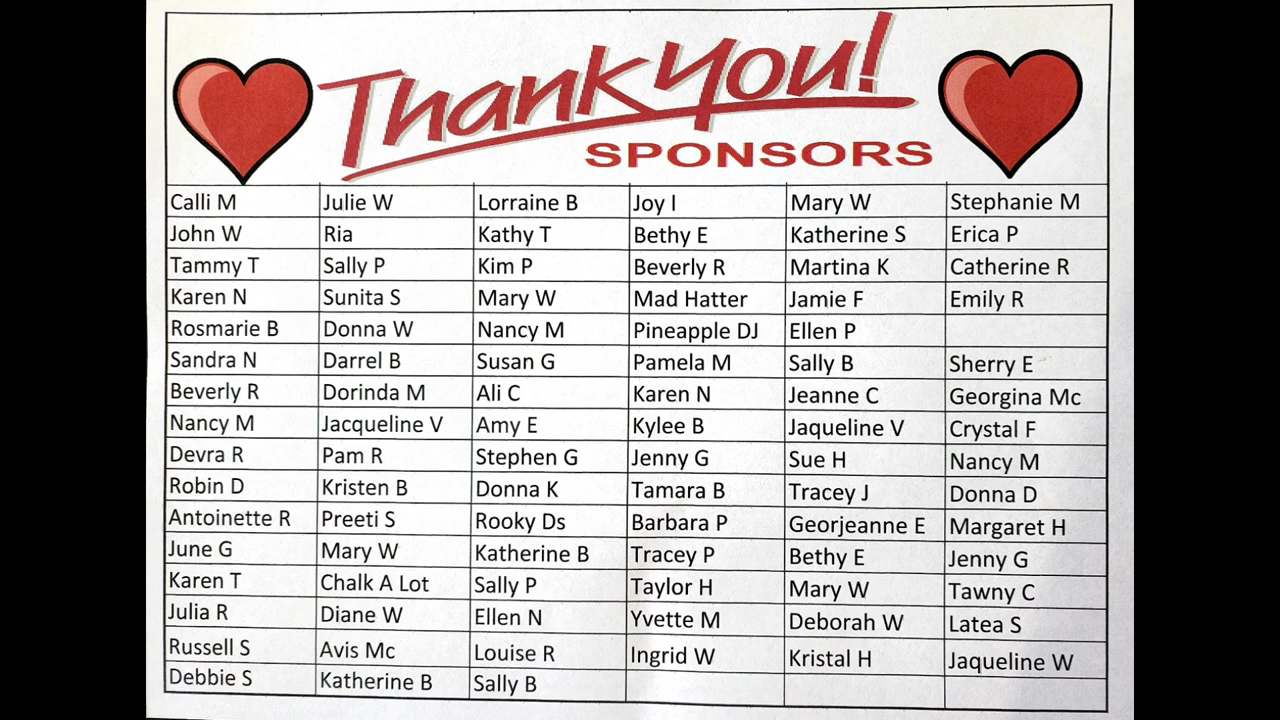 Thank You!
SPONSORS
Calli M Julie W Lorraine B Joy I Mary W Stephanie M
John W Ria Kathy T Bethy E Katherine S Erica P
Tammy T Sally P Kim P Beverly R Martina K Catherine R
Karen N Sunita S Mary W Mad Hatter Jamie F Emily R
Rosmarie B Donna W Nancy M Pineapple DJ Ellen P
Sandra N Darrel B Susan G Pamela M Sally B Sherry E
Beverly R Dorinda M Ali C Karen N Jeanne C Georgina Mc
Nancy M Jacqueline V Amy E Kylee B Jaqueline V Crystal F
Devra R Pam R Stephen G Jenny G Sue H Nancy M
Robin D Kristen B Donna K Tamara B Tracey J Donna D
Antoinette R Preeti S Rooky Ds Barbara P Georjeanne E Margaret H
June G Mary W Katherine B Tracey P Bethy E Jenny G
Karen T Chalk A Lot Sally P Taylor H Mary W Tawny C
Julia R Diane W Ellen N Yvette M Deborah W Latea S
Russell S Avis Mc Louise R Ingrid W Kristal H Jaqueline W
Debbie S Katherine B Sally B